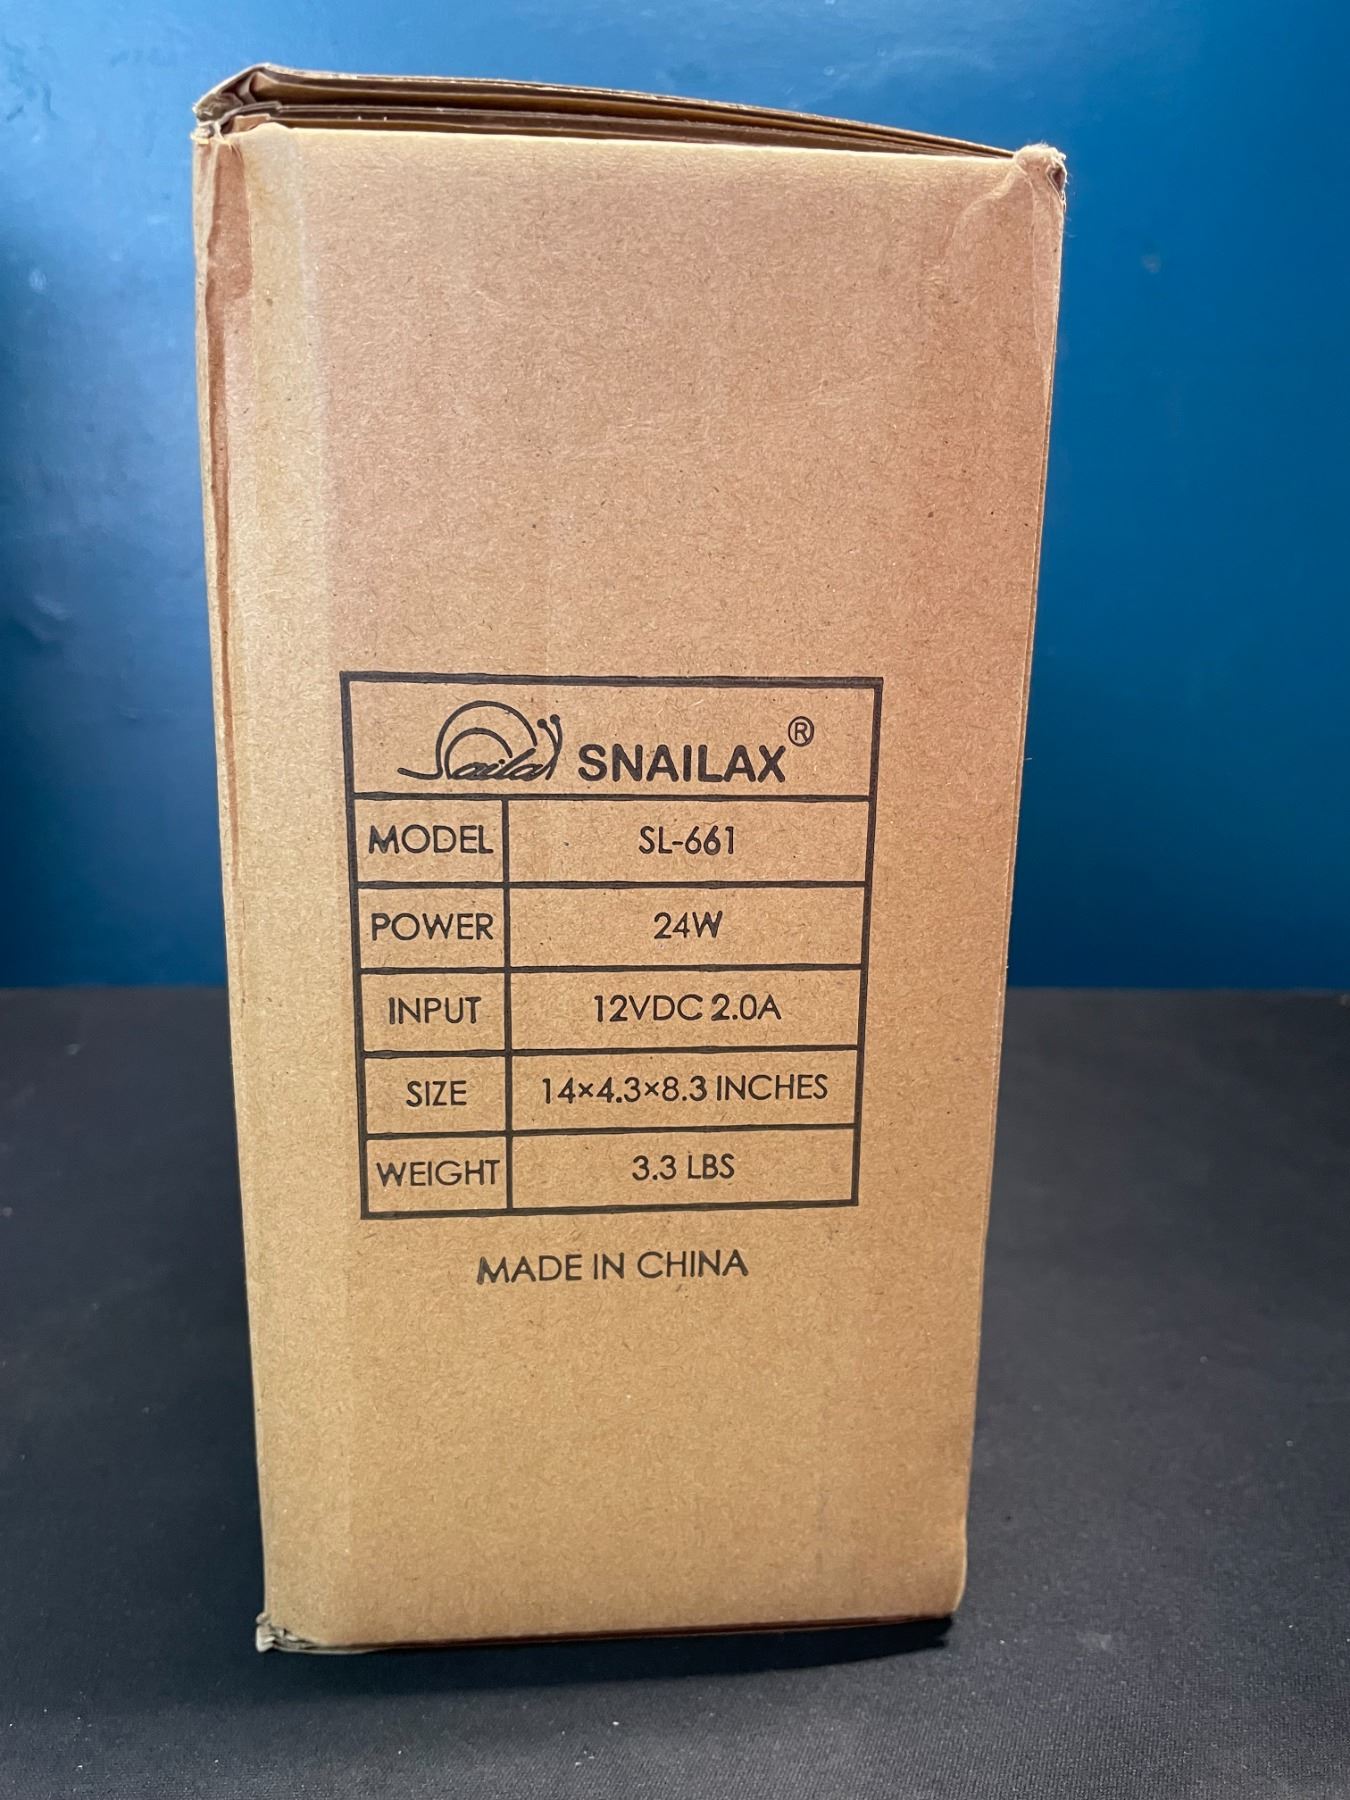 Snailax SNAILAX®
MODEL SL-661
POWER 24W
INPUT 12VDC 2.0A
SIZE 14×4.3×8.3 INCHES
WEIGHT 3.3 LBS
MADE IN CHINA